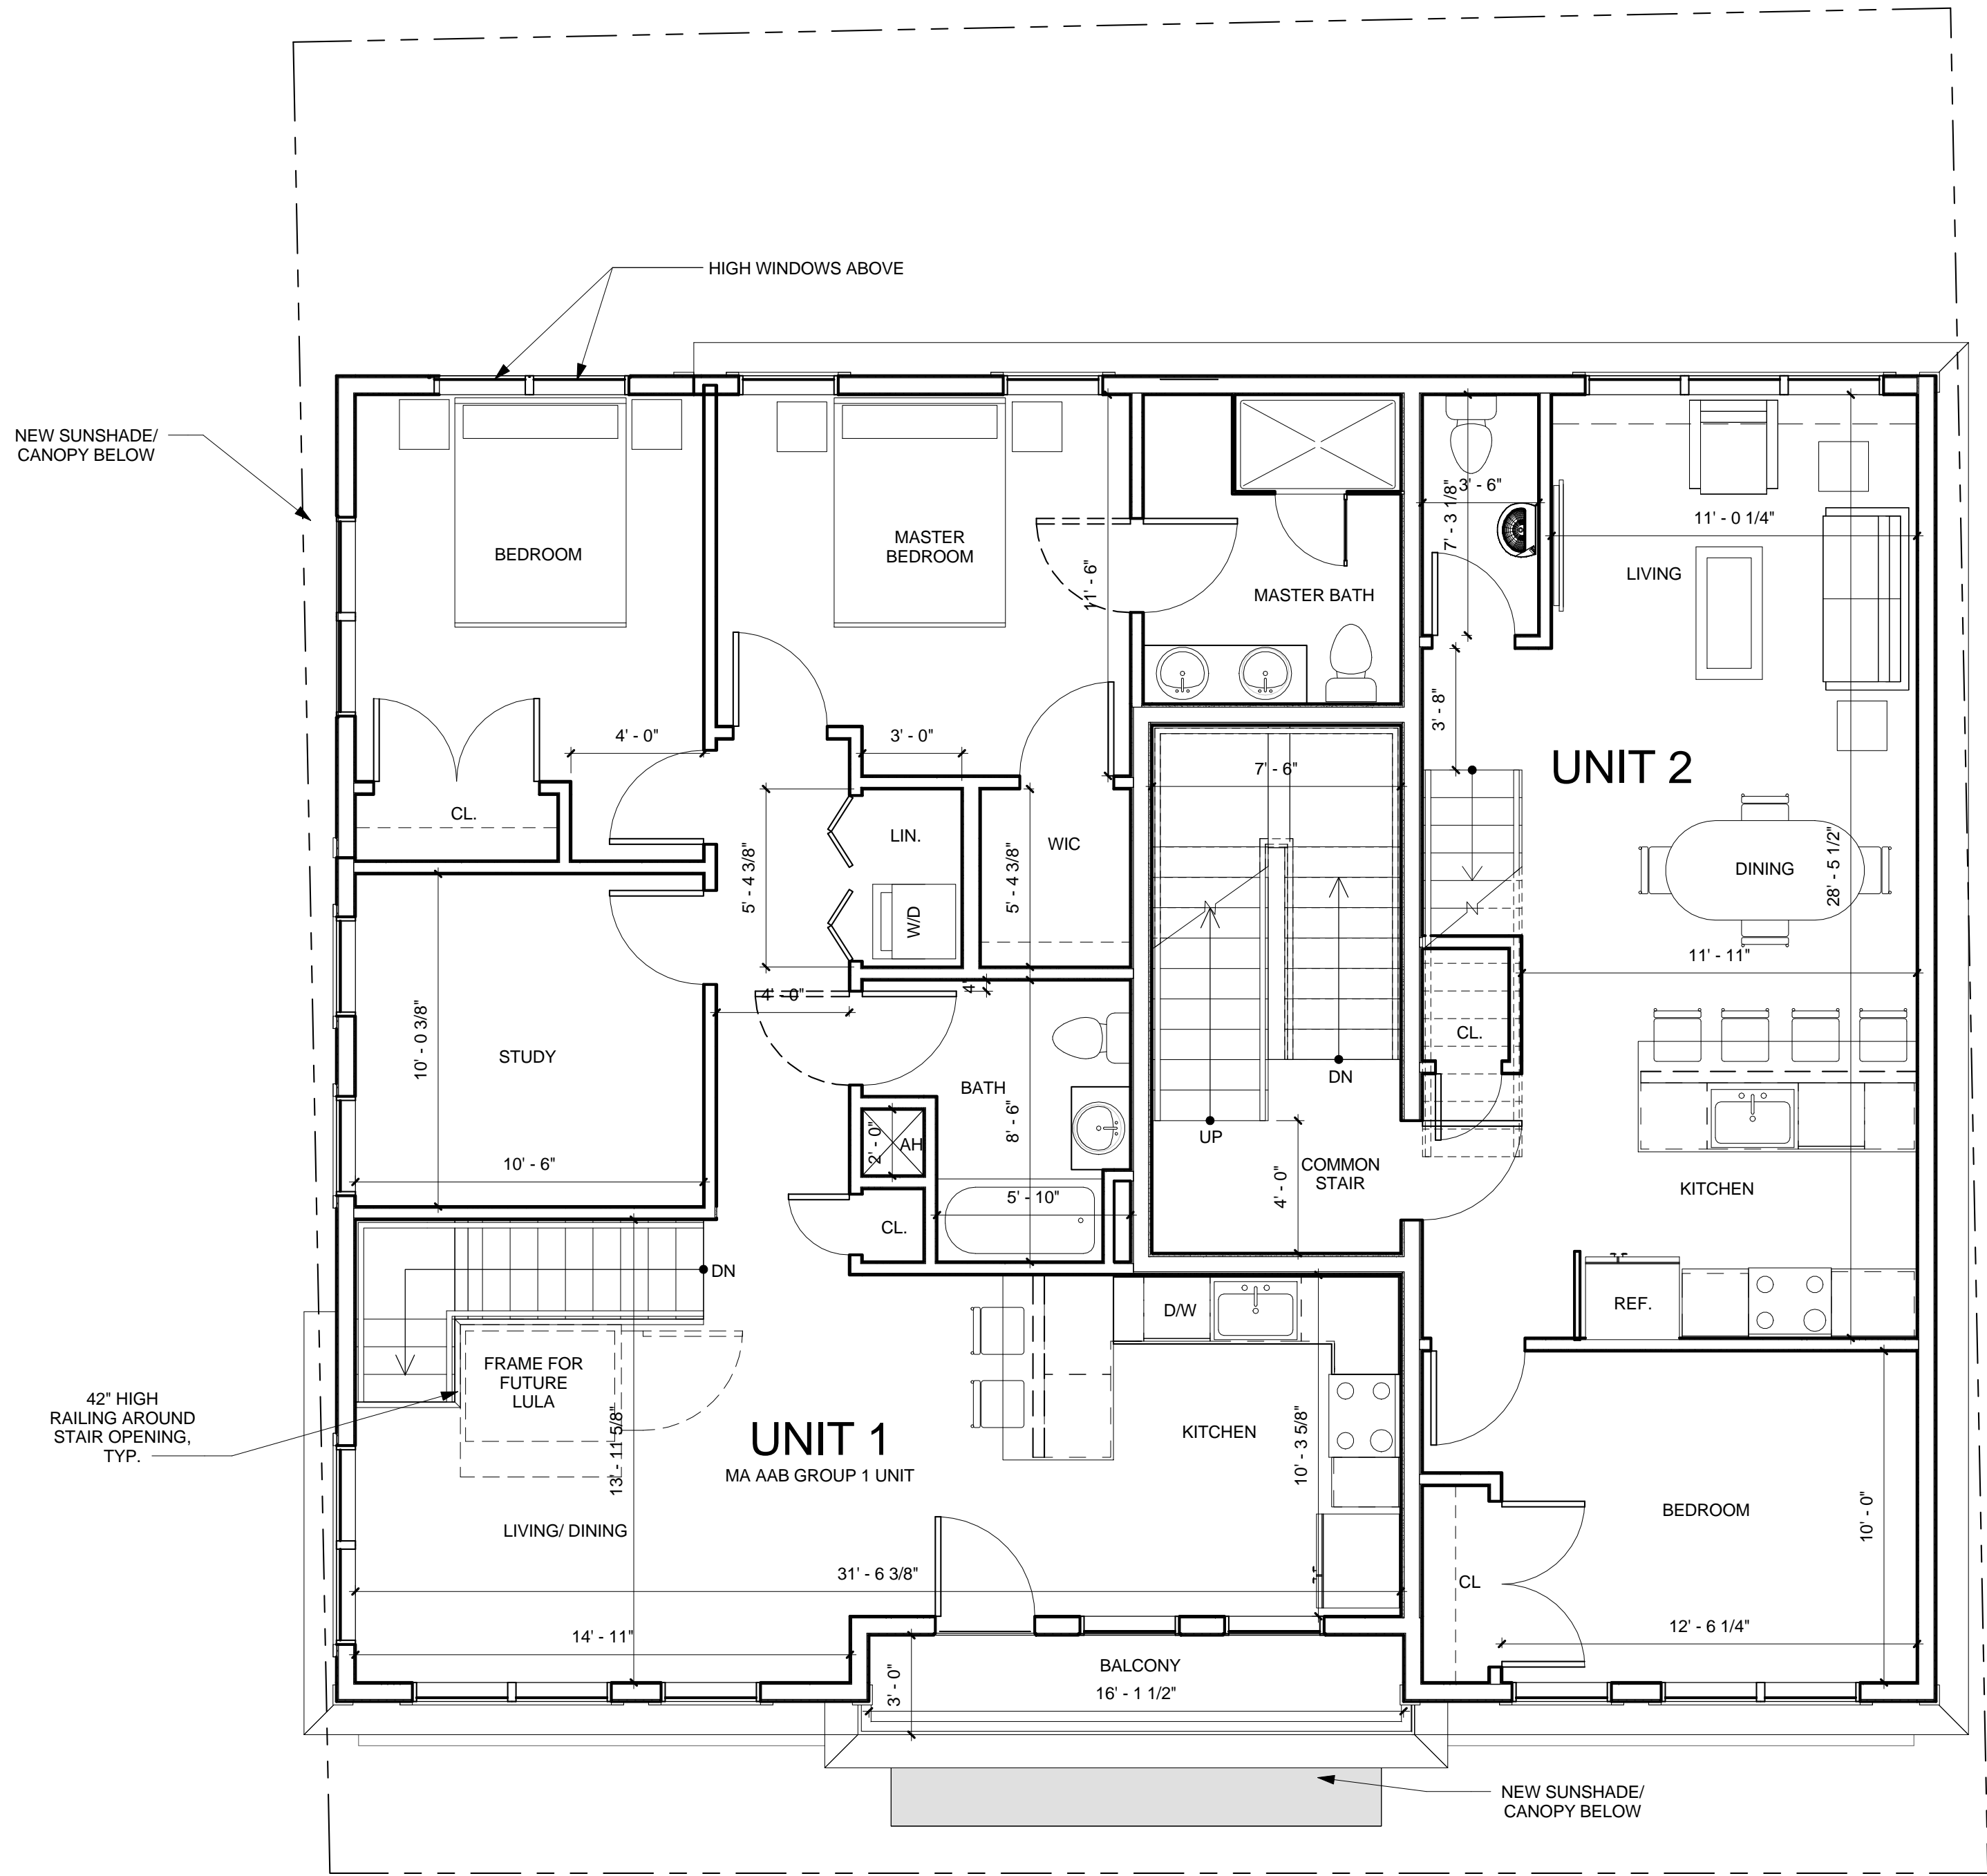 HIGH WINDOWS ABOVE
NEW SUNSHADE/
CANOPY BELOW
BEDROOM
MASTER
BEDROOM
11' - 6"
MASTER BATH
3' - 6"
7' - 3 1/8"
11' - 0 1/4"
LIVING
4' - 0"
3' - 0"
7' - 6"
3' - 8"
UNIT 2
CL.
LIN.
WIC
5' - 4 3/8"
W/D
5' - 4 3/8"
DINING
28' - 5 1/2"
11' - 11"
4' - 0"
4"
10' - 0 3/8"
STUDY
BATH
8' - 6"
DN
CL.
UP
2' - 0"
AH
10' - 6"
5' - 10"
4' - 0"
COMMON
STAIR
KITCHEN
CL.
DN
D/W
REF.
FRAME FOR
FUTURE
LULA
42" HIGH
RAILING AROUND
STAIR OPENING,
TYP.
13' - 11 5/8"
UNIT 1
MA AAB GROUP 1 UNIT
KITCHEN
10' - 3 5/8"
LIVING/ DINING
BEDROOM
10' - 0"
31' - 6 3/8"
CL
14' - 11"
12' - 6 1/4"
3' - 0"
BALCONY
16' - 1 1/2"
NEW SUNSHADE/
CANOPY BELOW